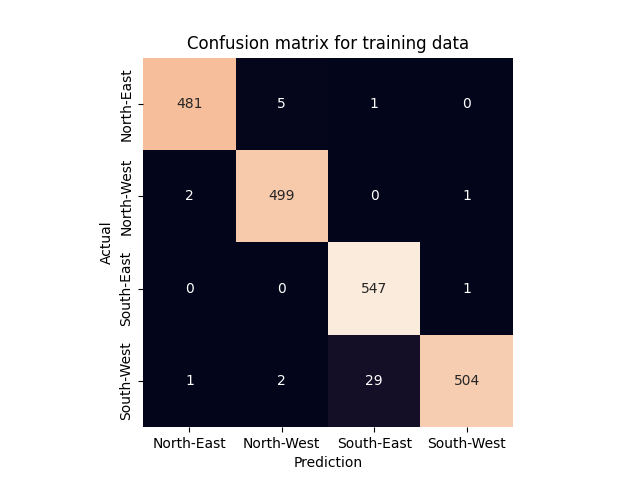 Confusion matrix for training data
Actual
North-East
481 5 1 0
North-West
2 499 0 1
South-East
0 0 547 1
South-West
1 2 29 504
North-East North-West South-East South-West
Prediction